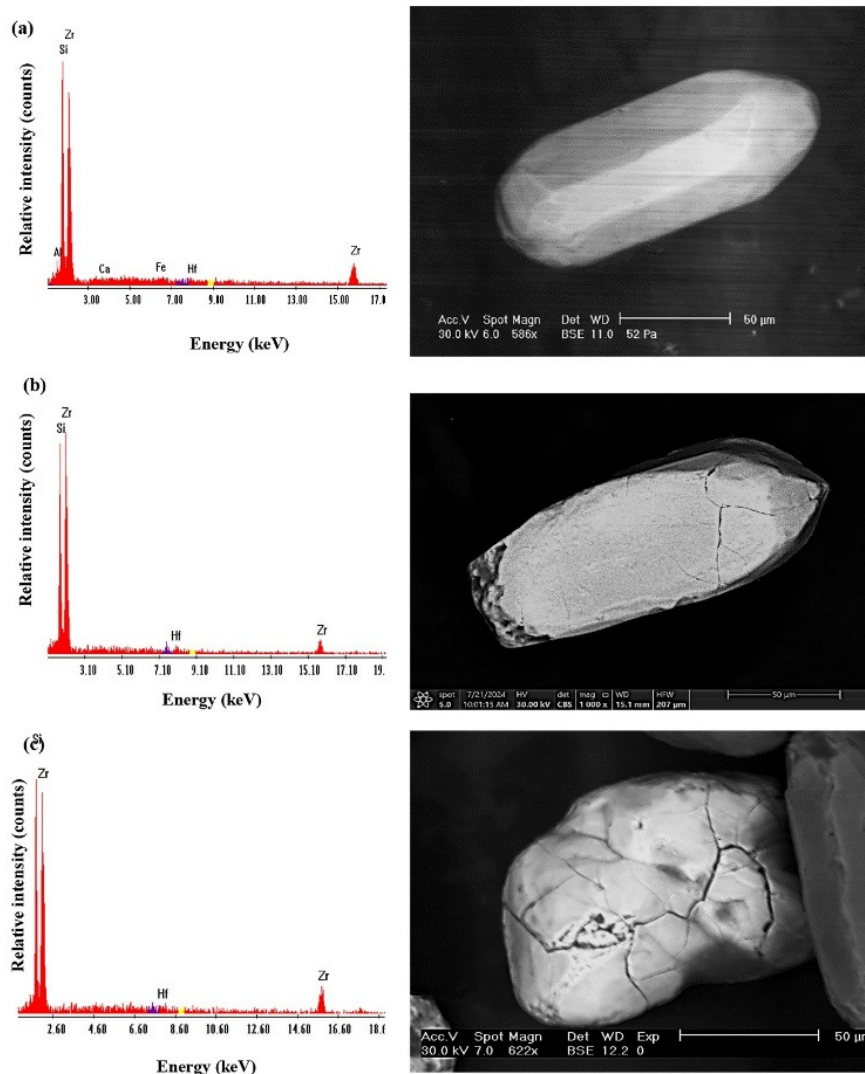 (a)
Zr
Si
Al
Ca
Fe
Hf
Zr
3.00 5.00 7.00 9.00 11.00 13.00 15.00 17.0
Relative intensity (counts)
Energy (keV)
Acc.V Spot Magn Det WD 50 µm
30.0 kV 6.0 586x BSE 11.0 52 Pa
(b)
Zr
Si
Hf
Zr
3.10 5.10 7.10 9.10 11.10 13.10 15.10 17.10 19.
Relative intensity (counts)
Energy (keV)
spot 7/21/2024 HV det mag □ WD HFW 50 µm
5.0 10:01:15 AM 30.00 kV CBS 1 000 x 15.1 mm 207 µm
(c)
Si
Zr
Hf
Zr
2.60 4.60 6.60 8.60 10.60 12.60 14.60 16.60 18.6
Relative intensity (counts)
Energy (keV)
Acc.V Spot Magn Det WD Exp 50 µm
30.0 kV 7.0 622x BSE 12.2 0